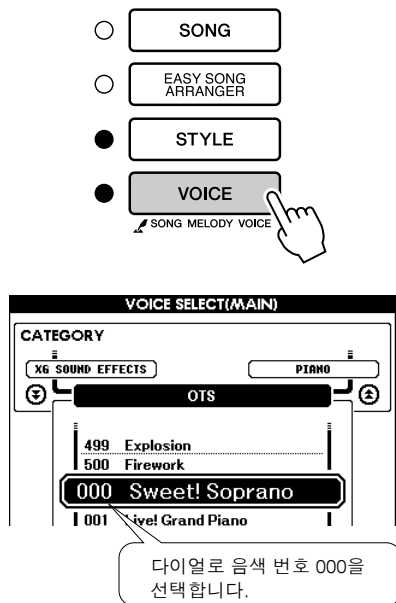 SONG
EASY SONG
ARRANGER
STYLE
VOICE
SONG MELODY VOICE
VOICE SELECT(MAIN)
CATEGORY
XG SOUND EFFECTS
PIANO
OTS
499 Explosion
500 Firework
000 Sweet! Soprano
001 Live! Grand Piano
다이얼로 음색 번호 000을
선택합니다.